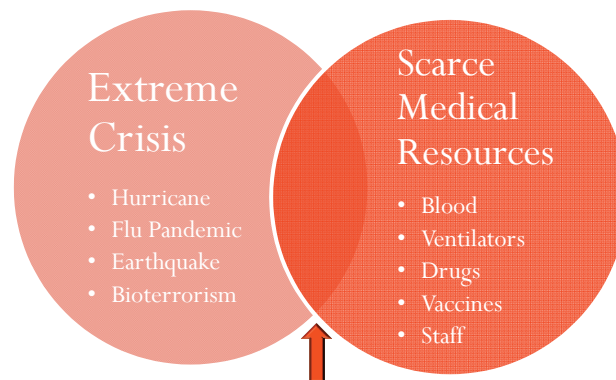 Extreme
Crisis
• Hurricane
• Flu Pandemic
• Earthquake
• Bioterrorism
Scarce
Medical
Resources
• Blood
• Ventilators
• Drugs
• Vaccines
• Staff